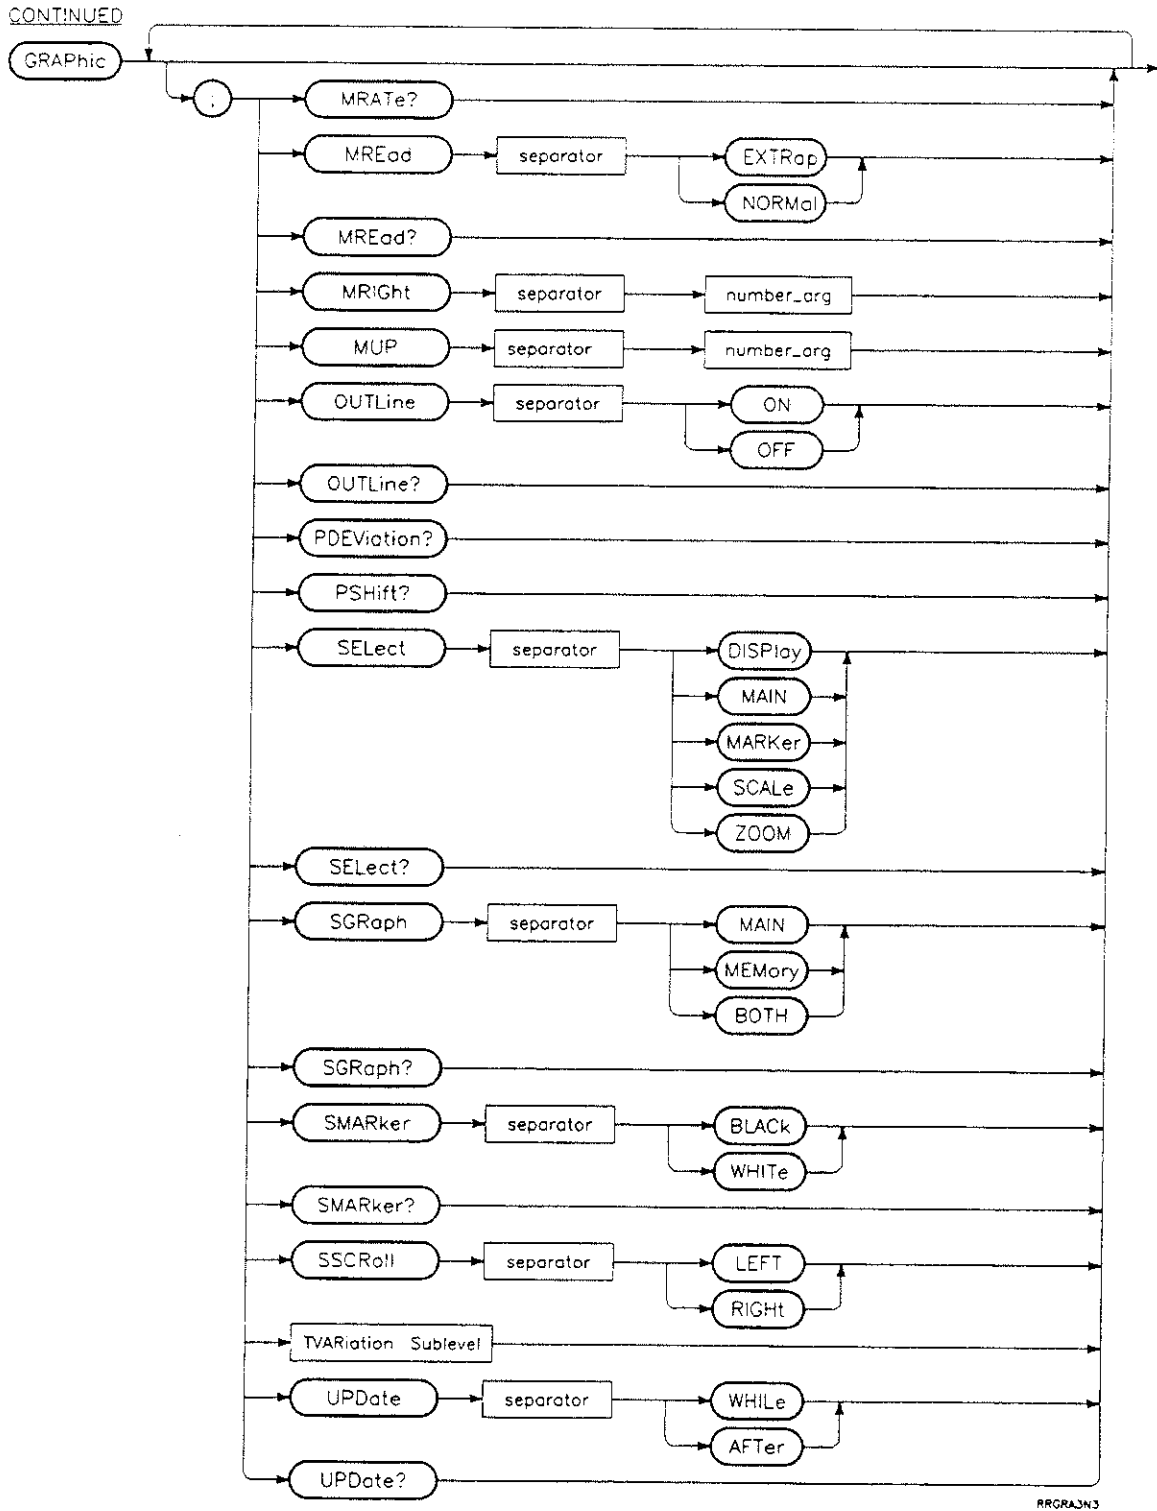 CONTINUED
GRAPhic
:
MRATe?
MREad separator EXTRap
NORMal
MREad?
MRIGht separator number_arg
MUP separator number_arg
OUTLine separator ON
OFF
OUTLine?
PDEViation?
PSHift?
SELect separator DISPlay
MAIN
MARKer
SCALe
ZOOM
SELect?
SGRaph separator MAIN
MEMory
BOTH
SGRaph?
SMARker separator BLACk
WHITe
SMARker?
SSCRoll separator LEFT
RIGHt
TVARiation Sublevel
UPDate separator WHILe
AFTer
UPDate?
RRGRA3N3